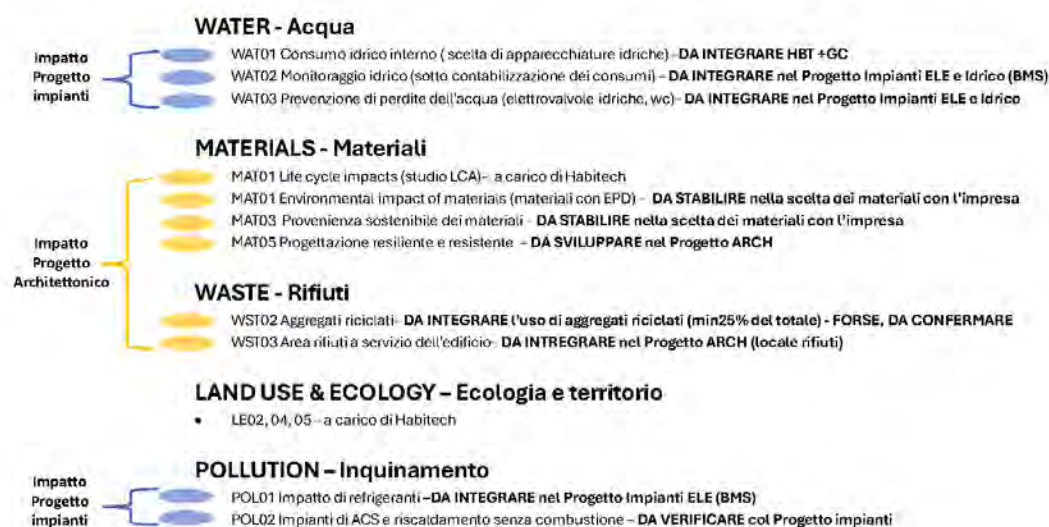 WATER - Acqua
Impatto
Progetto
impianti
WAT01 Consumo idrico interno ( scelta di apparecchiature idriche) - DA INTEGRARE HBT +GC
WAT02 Monitoraggio idrico (sotto contabilizzazione dei consumi) – DA INTEGRARE nel Progetto Impianti ELE e Idrico (BMS)
WAT03 Prevenzione di perdite dell'acqua (elettrovalvole idriche, wc)- DA INTEGRARE nel Progetto Impianti ELE e Idrico
MATERIALS - Materiali
Impatto
Progetto
Architettonico
MAT01 Life cycle impacts (studio LCA)- a carico di Habitech
MAT01 Environmental impact of materials (materiali con EPD) – DA STABILIRE nella scelta dei materiali con l'impresa
MAT03 Provenienza sostenibile dei materiali - DA STABILIRE nella scelta dei materiali con l'impresa
MAT05 Progettazione resiliente e resistente – DA SVILUPPARE nel Progetto ARCH
WASTE - Rifiuti
WST02 Aggregati riciclati- DA INTEGRARE l'uso di aggregati riciclati (min25% del totale) - FORSE, DA CONFERMARE
WST03 Area rifiuti a servizio dell'edificio- DA INTREGRARE nel Progetto ARCH (locale rifiuti)
LAND USE & ECOLOGY – Ecologia e territorio
• LE02, 04, 05 – a carico di Habitech
POLLUTION – Inquinamento
Impatto
Progetto
impianti
POL01 Impatto di refrigeranti –DA INTEGRARE nel Progetto Impianti ELE (BMS)
POL02 Impianti di ACS e riscaldamento senza combustione – DA VERIFICARE col Progetto impianti